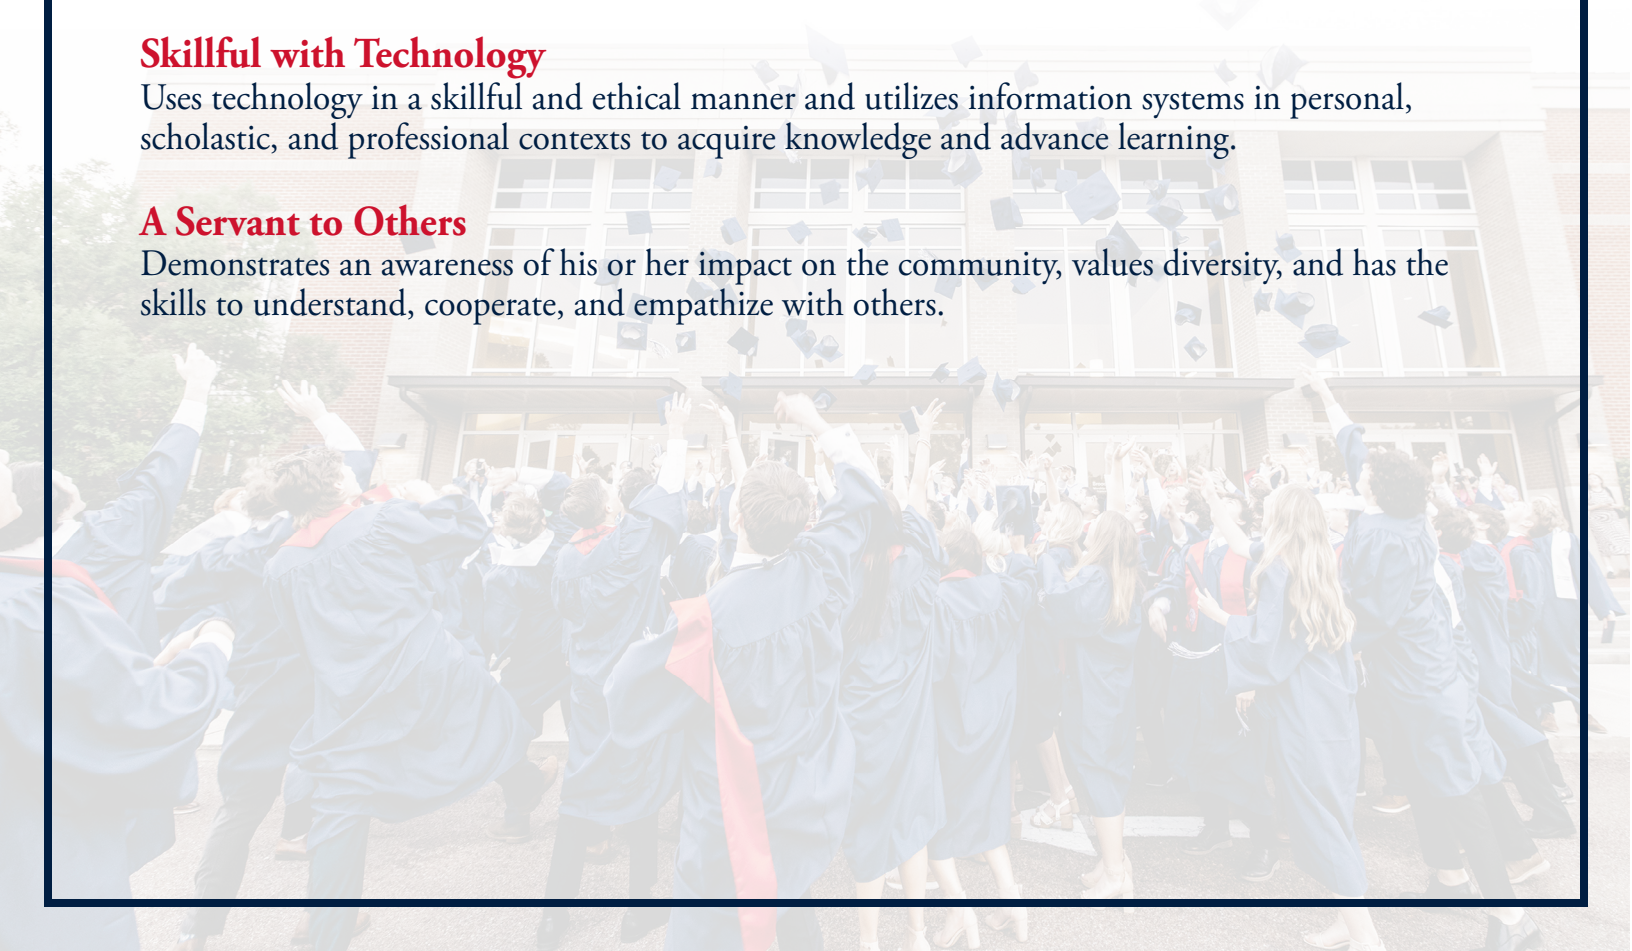 Skillful with Technology
Uses technology in a skillful and ethical manner and utilizes information systems in personal,
scholastic, and professional contexts to acquire knowledge and advance learning.
A Servant to Others
Demonstrates an awareness of his or her impact on the community, values diversity, and has the
skills to understand, cooperate, and empathize with others.